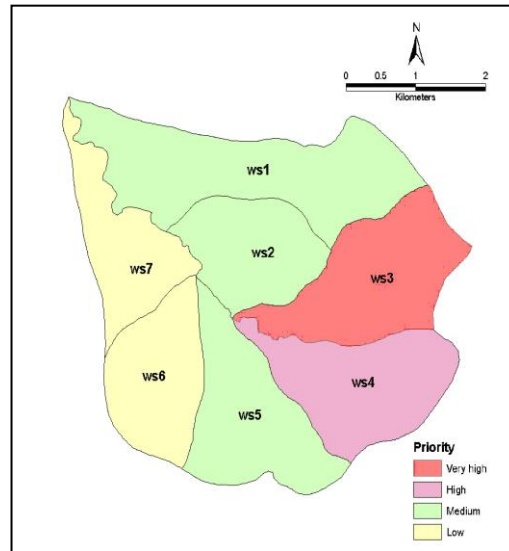 N
0 0.5 1 2
Kilometers
ws1
ws2
ws7
ws3
ws6
ws4
ws5
Priority
Very high
High
Medium
Low